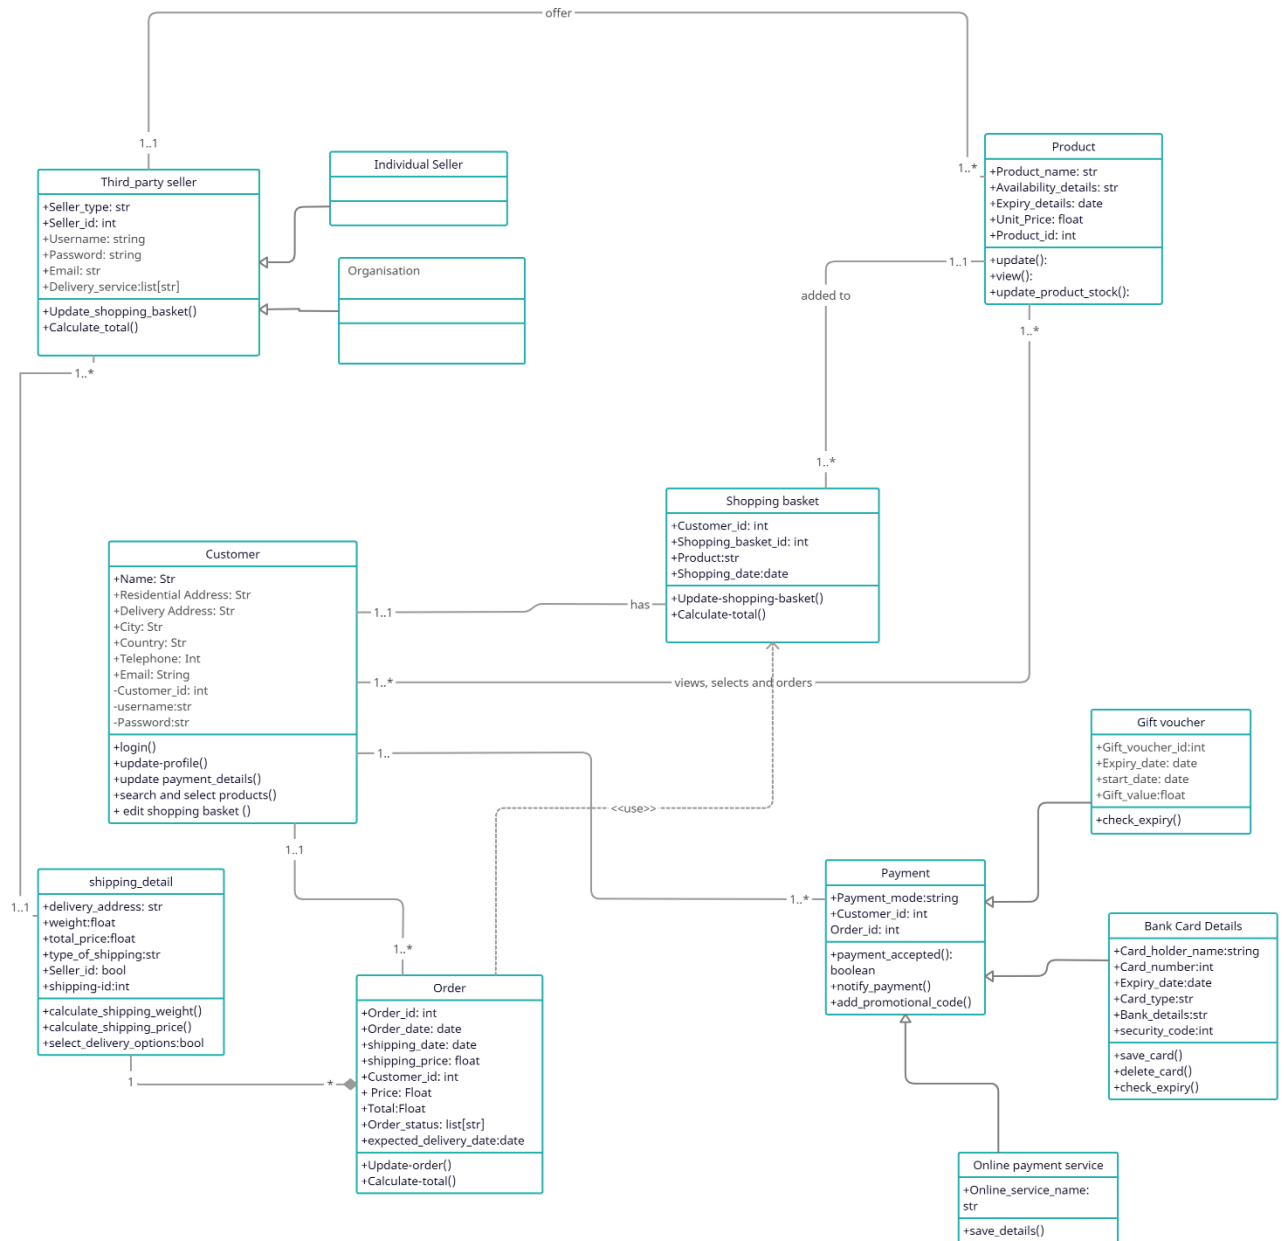 offer
1..1
1..*
Third_party seller
+Seller_type: str
+Seller_id: int
+Username: string
+Password: string
+Email: str
+Delivery_service:list[str]
+Update_shopping_basket()
+Calculate_total()
1..*
Individual Seller
Organisation
Product
+Product_name: str
+Availability_details: str
+Expiry_details: date
+Unit_Price: float
+Product_id: int
+update():
+view():
+update_product_stock():
1..1
added to
1..*
1..*
Shopping basket
+Customer_id: int
+Shopping_basket_id: int
+Product:str
+Shopping_date:date
+Update-shopping-basket()
+Calculate-total()
Customer
+Name: Str
+Residential Address: Str
+Delivery Address: Str
+City: Str
+Country: Str
+Telephone: Int
+Email: String
-Customer_id: int
-username:str
-Password:str
+login()
+update-profile()
+update payment_details()
+search and select products()
+ edit shopping basket ()
1..1
has
1..*
views, selects and orders
1..
<<use>>
1..*
1..1
1..*
Gift voucher
+Gift_voucher_id:int
+Expiry_date: date
+start_date: date
+Gift_value:float
+check_expiry()
Payment
+Payment_mode:string
+Customer_id: int
Order_id: int
+payment_accepted():
boolean
+notify_payment()
+add_promotional_code()
Bank Card Details
+Card_holder_name:string
+Card_number:int
+Expiry_date:date
+Card_type:str
+Bank_details:str
+security_code:int
+save_card()
+delete_card()
+check_expiry()
1..1
shipping_detail
+delivery_address: str
+weight:float
+total_price:float
+type_of_shipping:str
+Seller_id: bool
+shipping-id:int
+calculate_shipping_weight()
+calculate_shipping_price()
+select_delivery_options:bool
1
*
Order
+Order_id: int
+Order_date: date
+shipping_date: date
+shipping_price: float
+Customer_id: int
+ Price: Float
+Total:Float
+Order_status: list[str]
+expected_delivery_date:date
+Update-order()
+Calculate-total()
Online payment service
+Online_service_name:
str
+save_details()